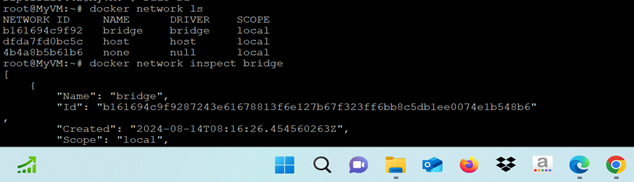 root@MyVM:~# docker network ls
NETWORK ID     NAME      DRIVER    SCOPE
b161694c9f92   bridge    bridge    local
dfda7fd0bc5c   host      host      local
4b4a8b5b61b6   none      null      local
root@MyVM:~# docker network inspect bridge
[
    {
        "Name": "bridge",
        "Id": "b161694c9f9287243e61678813f6e127b67f323ff6bb8c5db1ee0074e1b548b6"
,
        "Created": "2024-08-14T08:16:26.454560263Z",
        "Scope": "local",
a